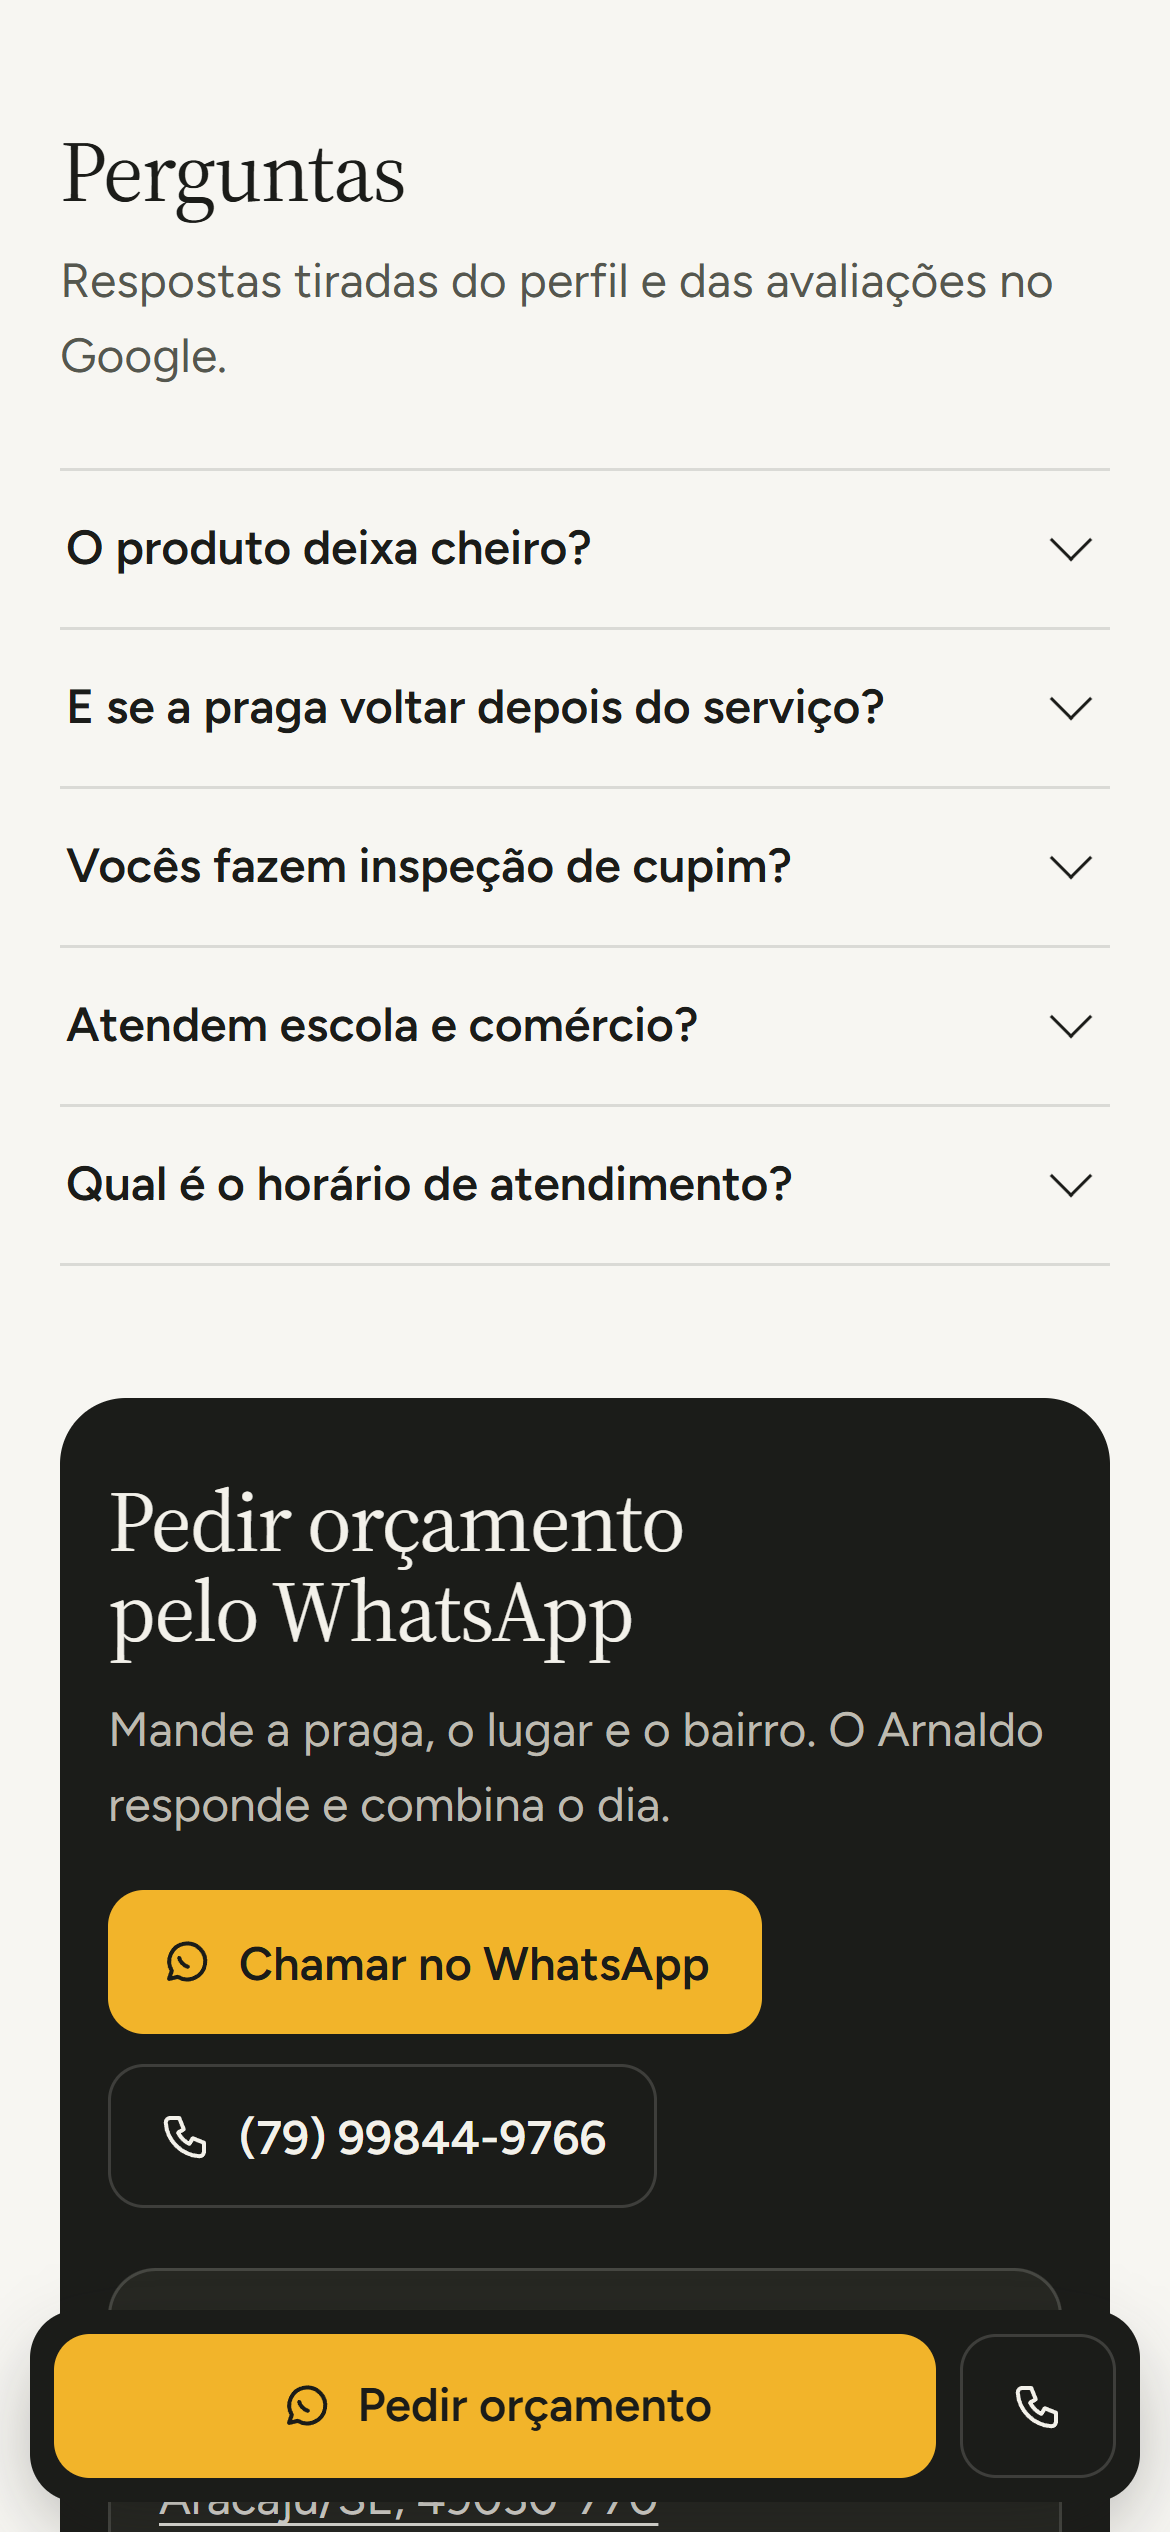 Perguntas
Respostas tiradas do perfil e das avaliações no
Google.
O produto deixa cheiro?
E se a praga voltar depois do serviço?
Vocês fazem inspeção de cupim?
Atendem escola e comércio?
Qual é o horário de atendimento?
Pedir orçamento
pelo WhatsApp
Mande a praga, o lugar e o bairro. O Arnaldo
responde e combina o dia.
Chamar no WhatsApp
(79) 99844-9766
Pedir orçamento
Aracaju/SE,